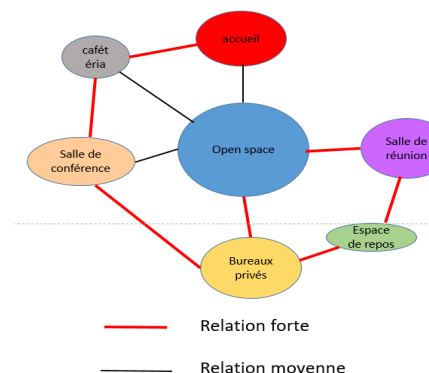 accueil
cafét
éria
Open space
Salle de
réunion
Salle de
conférence
Espace
de repos
Bureaux
privés
Relation forte
Relation moyenne